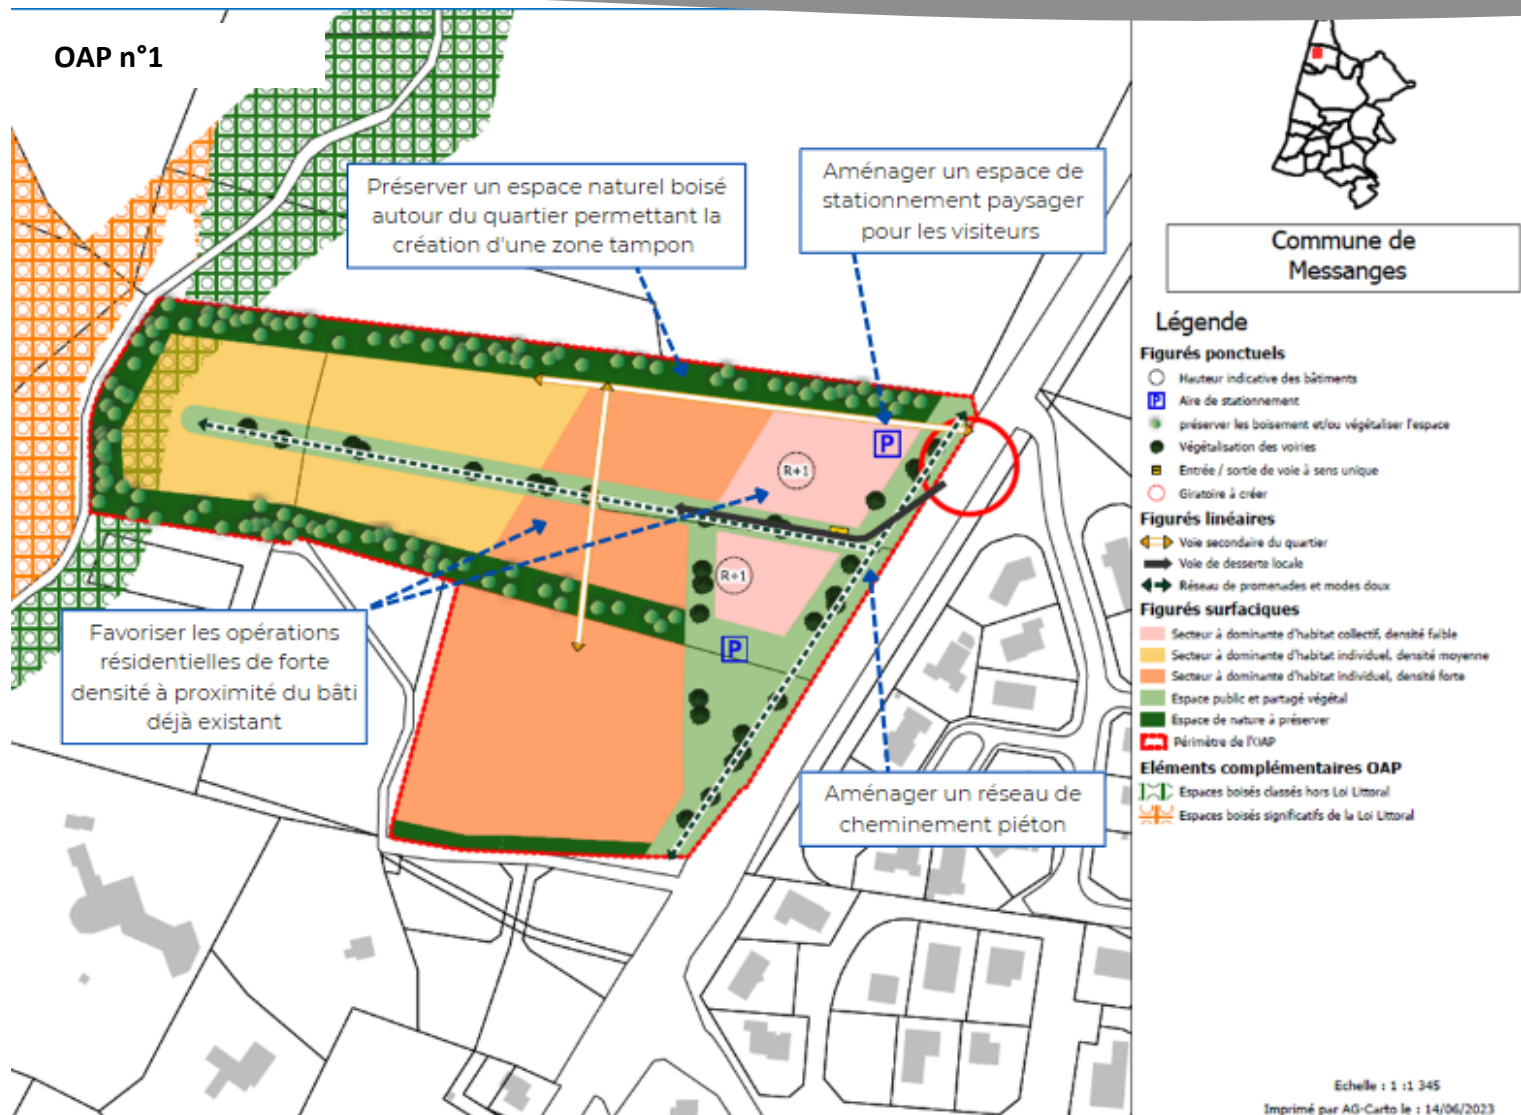 OAP n°1
Préserver un espace naturel boisé
autour du quartier permettant la
création d'une zone tampon
Aménager un espace de
stationnement paysager
pour les visiteurs
P
R+1
R+1
P
Favoriser les opérations
résidentielles de forte
densité à proximité du bâti
déjà existant
Aménager un réseau de
cheminement piéton
Commune de
Messanges
Légende
Figurés ponctuels
Hauteur indicative des bâtiments
P Aire de stationnement
préserver les boisement et/ou végétaliser l'espace
Végétalisation des voiries
Entrée / sortie de voie à sens unique
Giratoire à créer
Figurés linéaires
Voie secondaire du quartier
Voie de desserte locale
Réseau de promenades et modes doux
Figurés surfaciques
Secteur à dominante d'habitat collectif, densité faible
Secteur à dominante d'habitat individuel, densité moyenne
Secteur à dominante d'habitat individuel, densité forte
Espace public et partagé végétal
Espace de nature à préserver
Périmètre de l'OAP
Eléments complémentaires OAP
Espaces boisés classés hors Loi Littoral
Espaces boisés significatifs de la Loi Littoral
Echelle : 1 :1 345
Imprimé par AG-Carto le : 14/06/2023